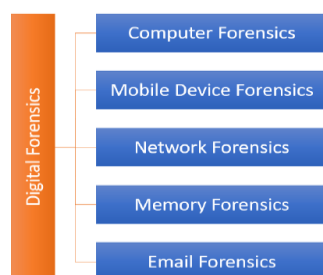 Digital Forensics
Computer Forensics
Mobile Device Forensics
Network Forensics
Memory Forensics
Email Forensics